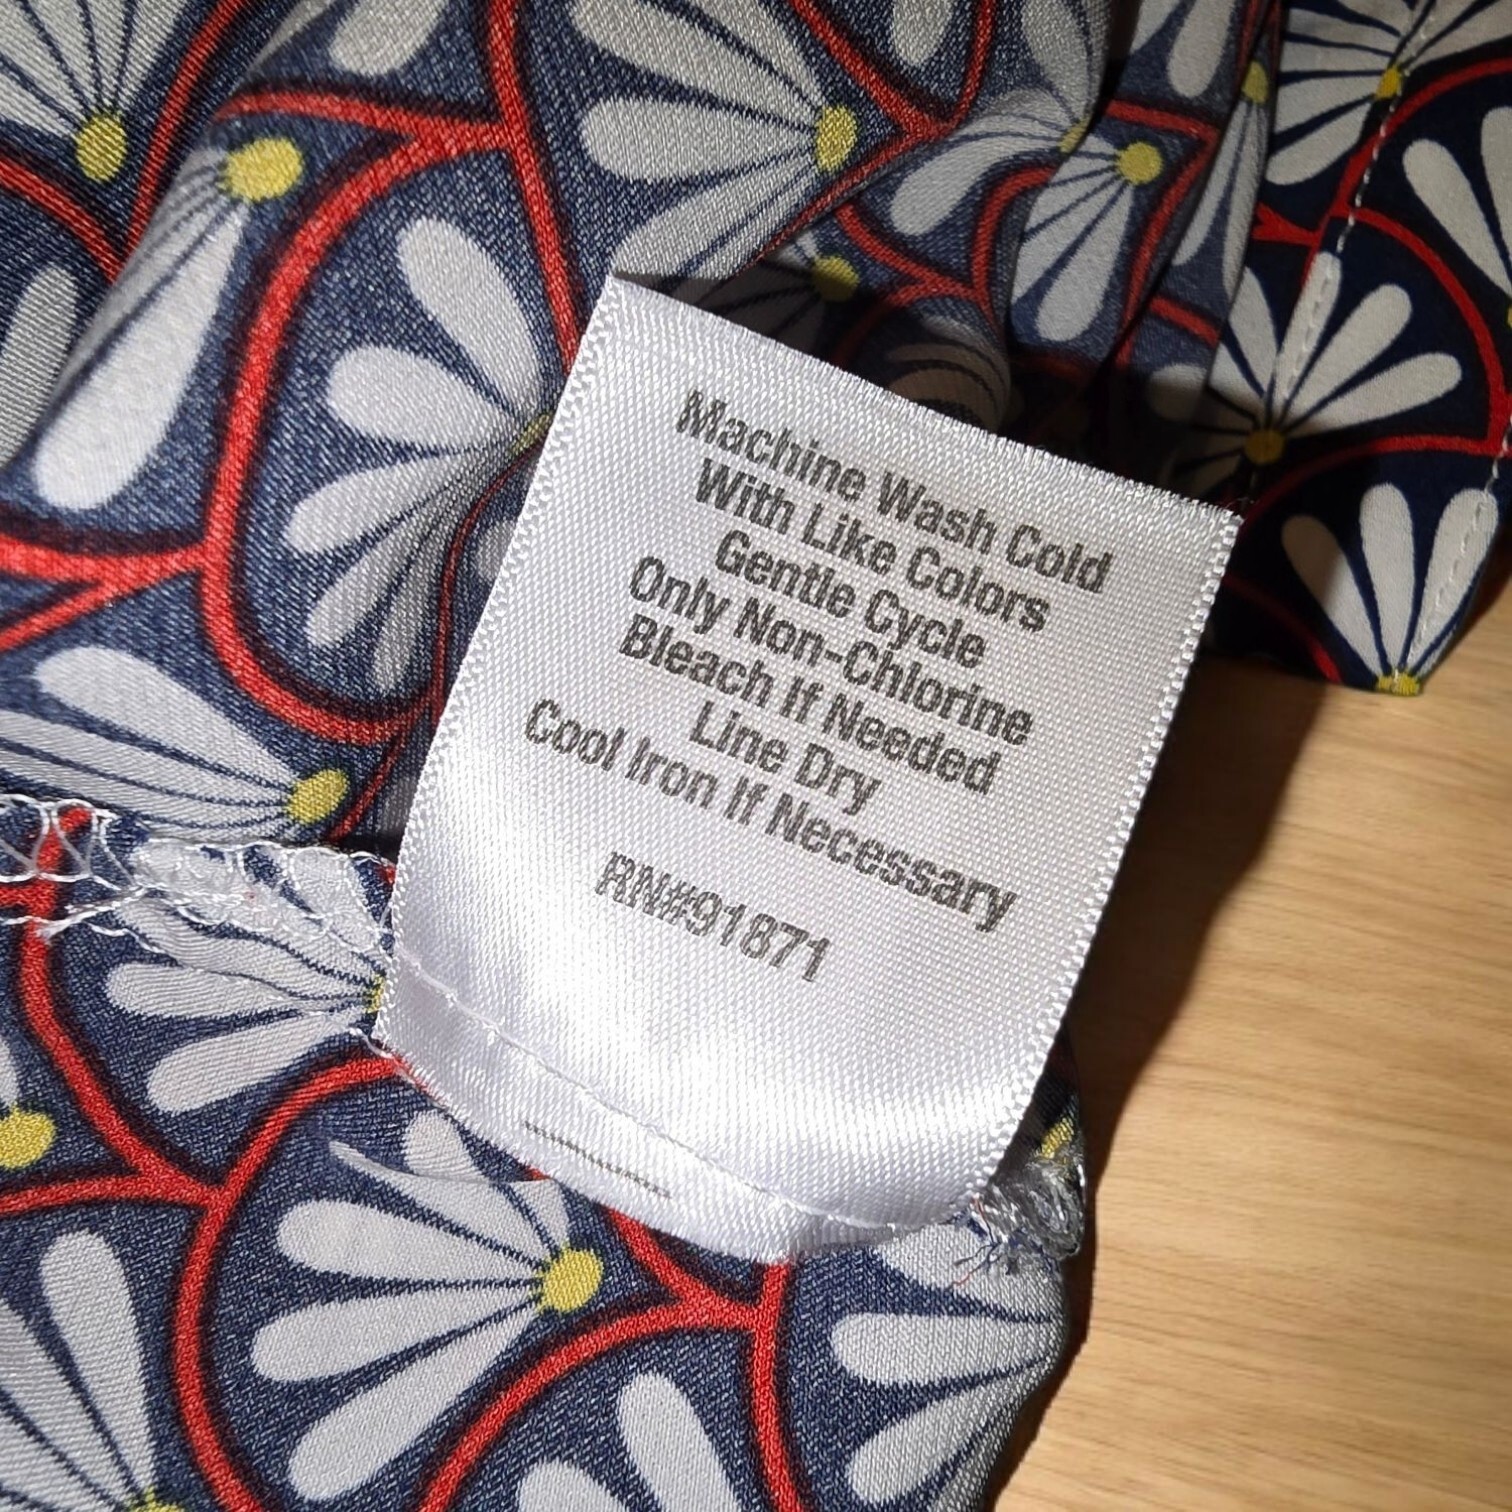 Machine Wash Cold
With Like Colors
Gentle Cycle
Only Non-Chlorine
Bleach If Needed
Line Dry
Cool Iron If Necessary
RN#91871